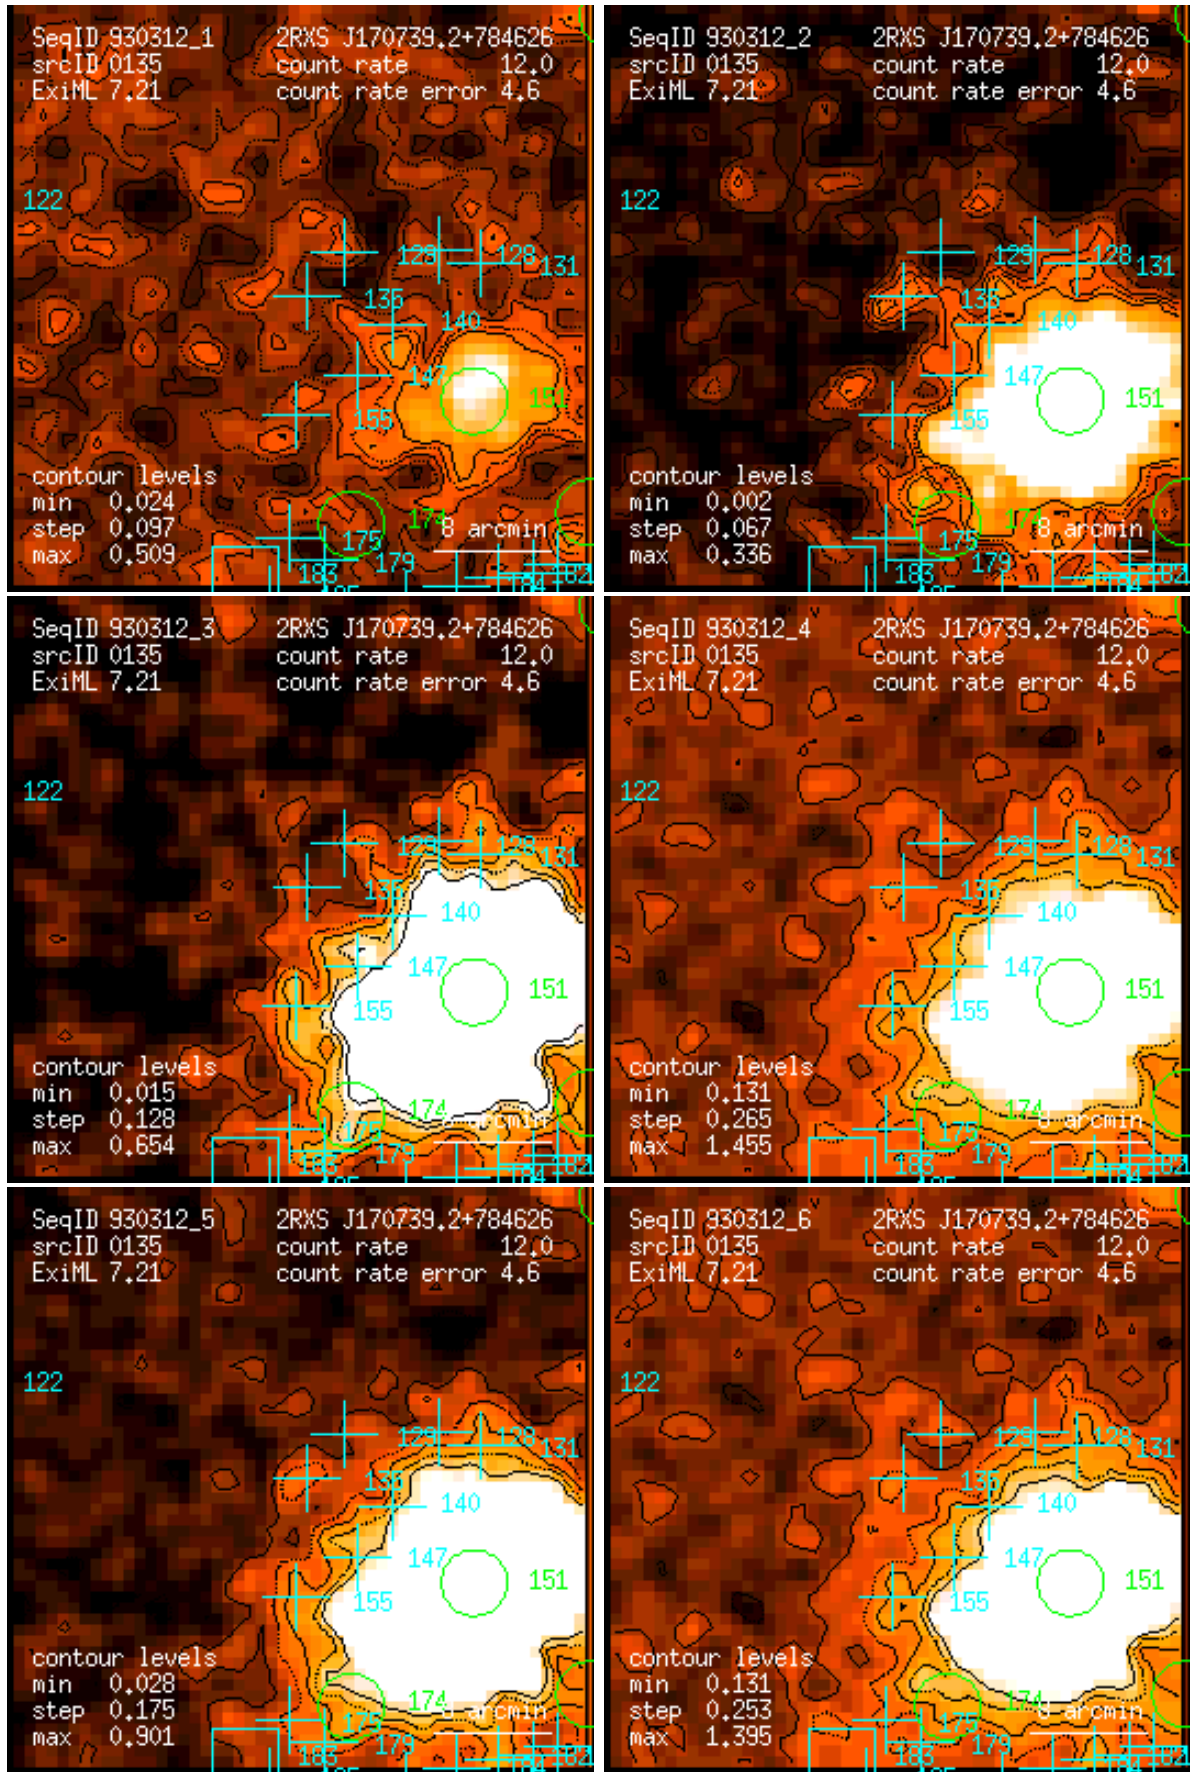 SeqID 930312_1 2RXS J170739.2+784626
srcID 0135 count rate 12.0
ExiML 7.21 count rate error 4.6
122
129 128 131
135
140
147 151
155
contour levels
min 0.024
step 0.097
max 0.509
174 8 arcmin
175 179
183 182
SeqID 930312_2 2RXS J170739.2+784626
srcID 0135 count rate 12.0
ExiML 7.21 count rate error 4.6
122
129 128 131
135
140
147 151
155
contour levels
min 0.002
step 0.067
max 0.336
174 8 arcmin
175 179
183
SeqID 930312_3 2RXS J170739.2+784626
srcID 0135 count rate 12.0
ExiML 7.21 count rate error 4.6
122
129 128 131
135
140
147 151
155
contour levels
min 0.015
step 0.128
max 0.654
174 8 arcmin
175 179
183 182
SeqID 930312_4 2RXS J170739.2+784626
srcID 0135 count rate 12.0
ExiML 7.21 count rate error 4.6
122
129 128 131
135
140
147 151
155
contour levels
min 0.131
step 0.265
max 1.455
174 8 arcmin
175 179
183
SeqID 930312_5 2RXS J170739.2+784626
srcID 0135 count rate 12.0
ExiML 7.21 count rate error 4.6
122
129 128 131
135
140
147 151
155
contour levels
min 0.028
step 0.175
max 0.901
174 8 arcmin
175 179
183 182
SeqID 930312_6 2RXS J170739.2+784626
srcID 0135 count rate 12.0
ExiML 7.21 count rate error 4.6
122
129 128 131
135
140
147 151
155
contour levels
min 0.131
step 0.253
max 1.395
174 8 arcmin
175 179
183